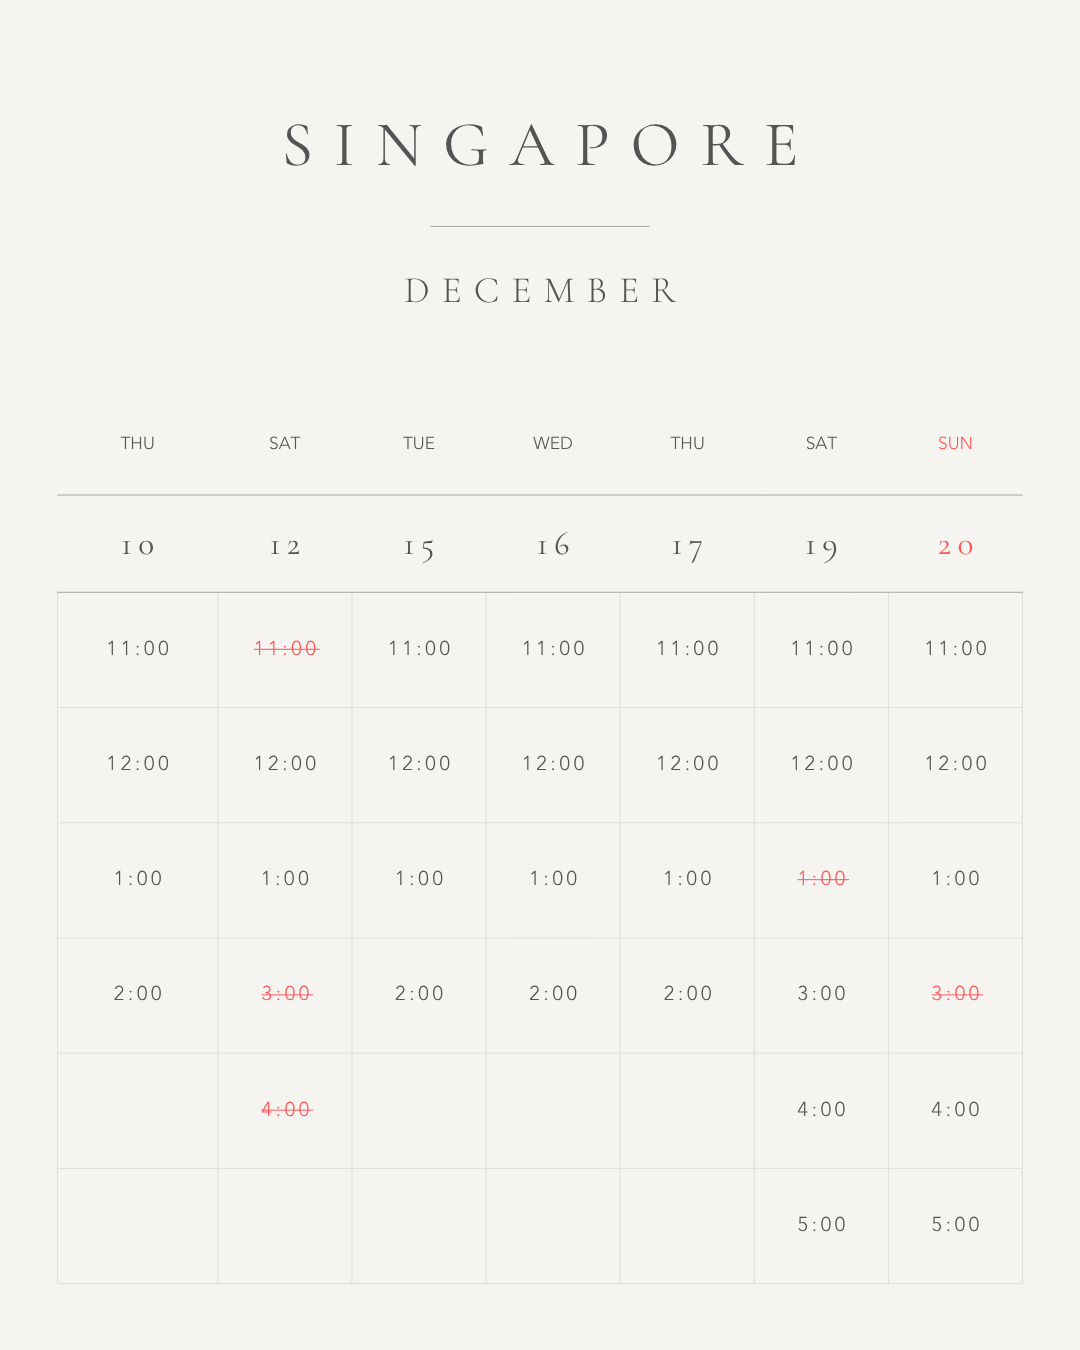 SINGAPORE
DECEMBER
THU SAT TUE WED THU SAT SUN
10 12 15 16 17 19 20
11:00 11:00 11:00 11:00 11:00 11:00 11:00
12:00 12:00 12:00 12:00 12:00 12:00 12:00
1:00 1:00 1:00 1:00 1:00 1:00 1:00
2:00 3:00 2:00 2:00 2:00 3:00 3:00
4:00 4:00 4:00
5:00 5:00